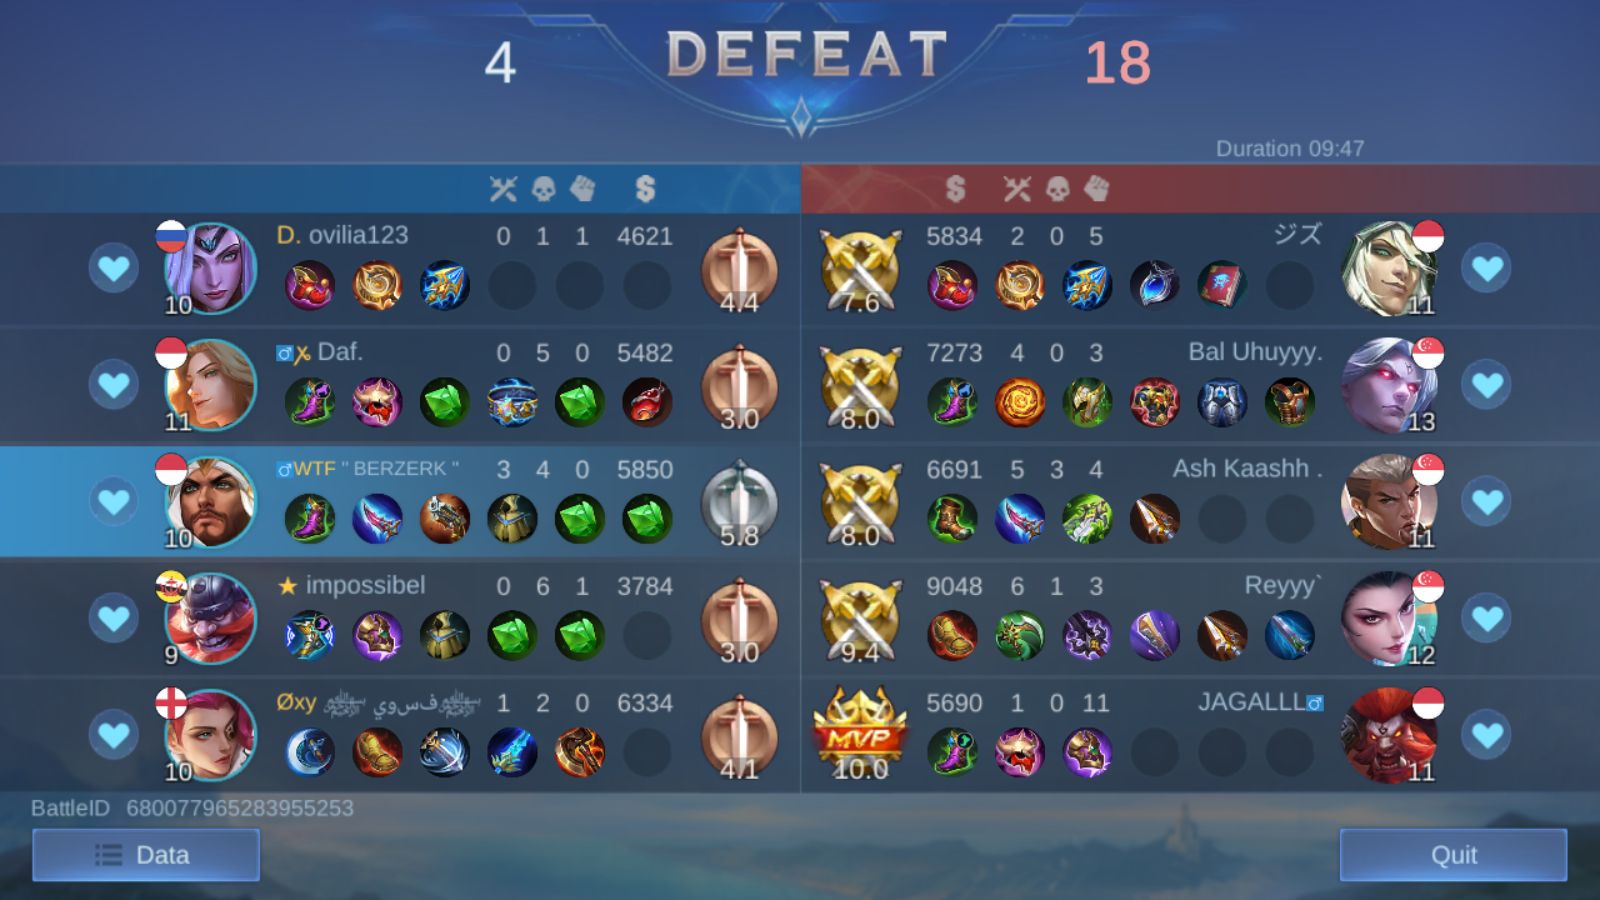 4 DEFEAT 18
Duration 09:47
10 D. ovilia123 0 1 1 4621 4.4
7.6 5834 2 0 5 ジズ 11
11 Daf. 0 5 0 5482 3.0
8.0 7273 4 0 3 Bal Uhuyyy. 13
10 ♂WTF " BERZERK " 3 4 0 5850 5.8
8.0 6691 5 3 4 Ash Kaashh . 11
9 ★ impossibel 0 6 1 3784 3.0
9.4 9048 6 1 3 Reyyy` 12
10 Øxy ﷽فسوي﷽ 1 2 0 6334 4.1
MVP 10.0 5690 1 0 11 JAGALLL♂ 11
BattleID 680077965283955253
Data
Quit